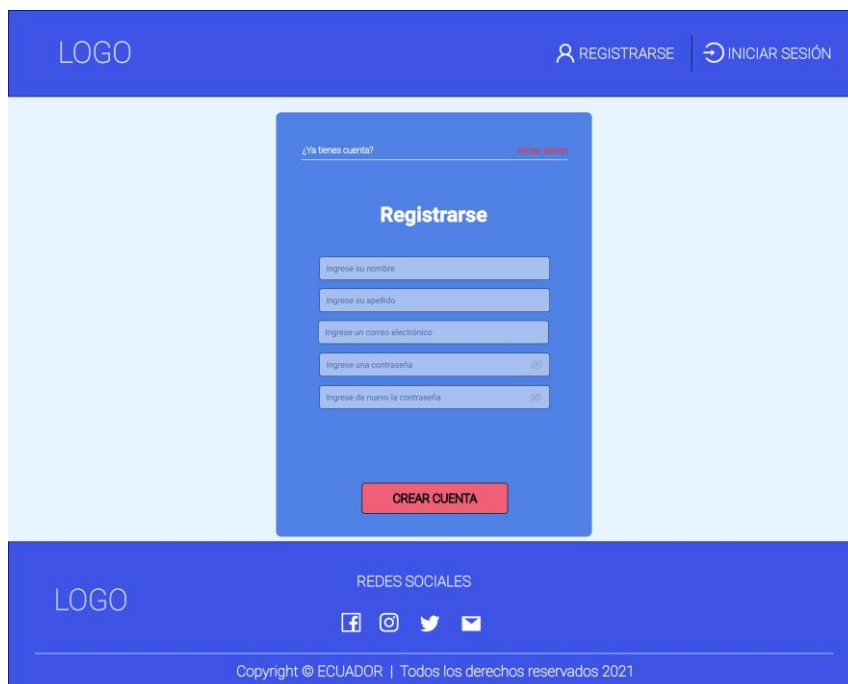 LOGO
REGISTRARSE
INICIAR SESIÓN
¿Ya tienes cuenta?
Iniciar sesión
Registrarse
Ingrese su nombre
Ingrese su apellido
Ingrese un correo electrónico
Ingrese una contraseña
Ingrese de nuevo la contraseña
CREAR CUENTA
LOGO
REDES SOCIALES
Copyright © ECUADOR | Todos los derechos reservados 2021